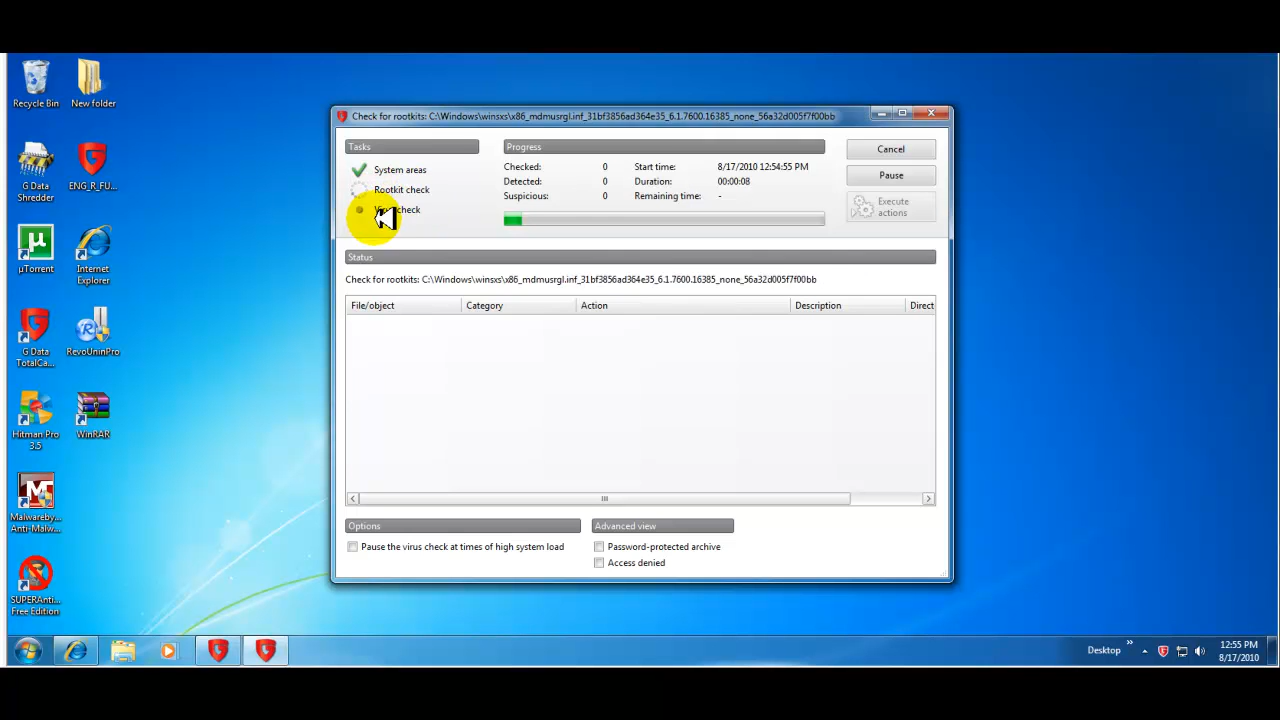 Recycle Bin
New folder
G Data
Shredder
ENG_R_FU...
µTorrent
Internet
Explorer
G Data
TotalCa...
RevoUninPro
Hitman Pro
3.5
WinRAR
Malwareby...
Anti-Malw...
SUPERAnti...
Free Edition
Check for rootkits: C:\Windows\winsxs\x86_mdmusrgl.inf_31bf3856ad364e35_6.1.7600.16385_none_56a32d005f7f00bb
Tasks
System areas
Rootkit check
check
Progress
Checked: 0
Start time: 8/17/2010 12:54:55 PM
Detected: 0
Duration: 00:00:08
Suspicious: 0
Remaining time: -
Cancel
Pause
Execute
actions
Status
Check for rootkits: C:\Windows\winsxs\x86_mdmusrgl.inf_31bf3856ad364e35_6.1.7600.16385_none_56a32d005f7f00bb
File/object Category Action Description Direct
Options
Pause the virus check at times of high system load
Advanced view
Password-protected archive
Access denied
Desktop
12:55 PM
8/17/2010